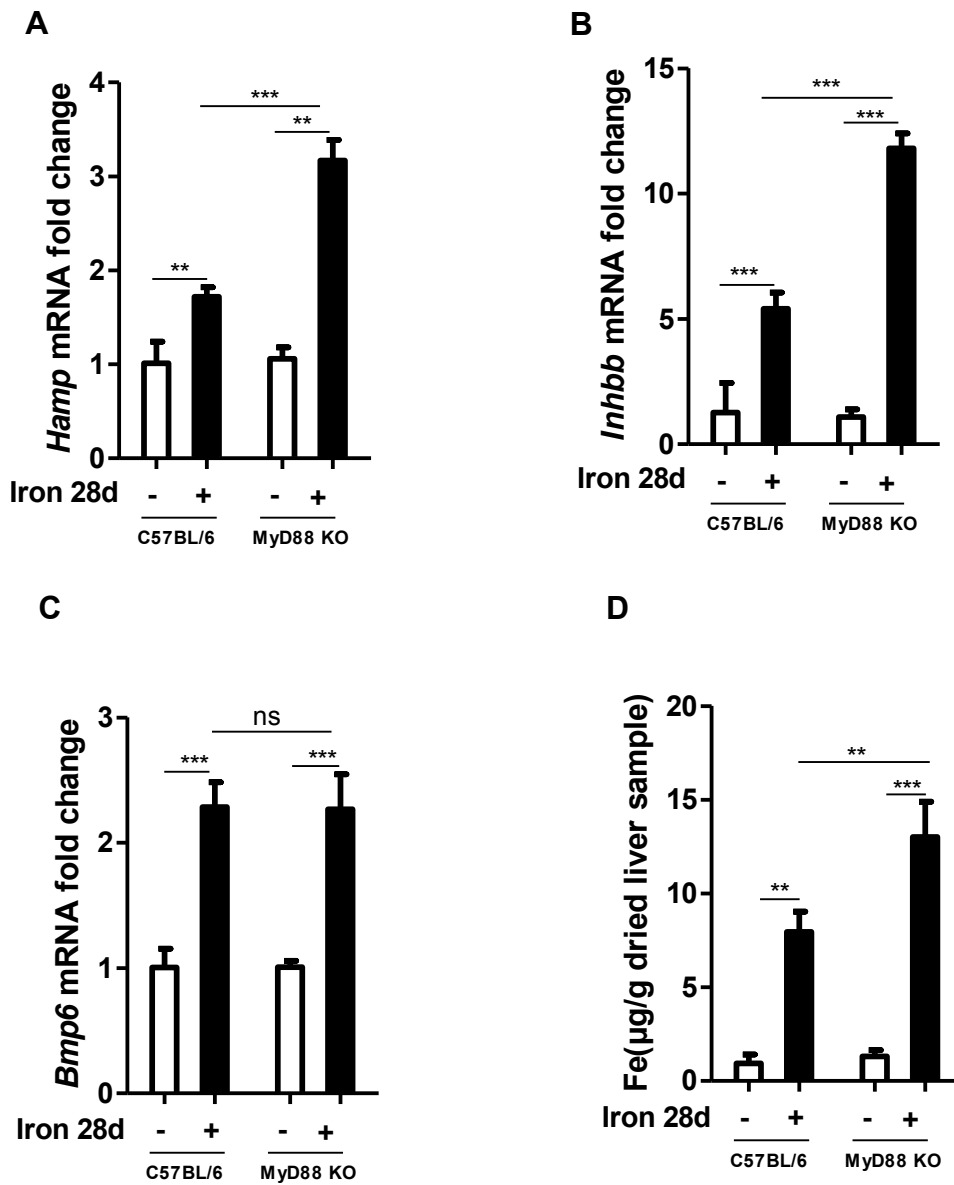 A
Hamp mRNA fold change
4
3
2
1
0
***
**
**
Iron 28d - + - +
C57BL/6 MyD88 KO
B
Inhbb mRNA fold change
15
10
5
0
***
***
***
Iron 28d - + - +
C57BL/6 MyD88 KO
C
Bmp6 mRNA fold change
3
2
1
0
ns
***
***
Iron 28d - + - +
C57BL/6 MyD88 KO
D
Fe(µg/g dried liver sample)
20
15
10
5
0
**
***
**
Iron 28d - + - +
C57BL/6 MyD88 KO